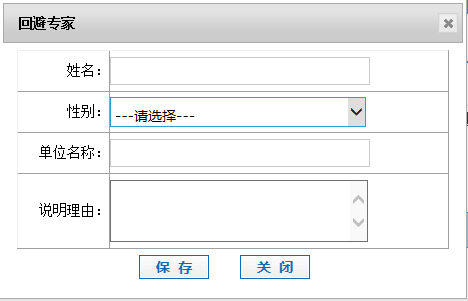 回避专家
姓名：
性别： ---请选择---
单位名称：
说明理由：
保 存 关 闭